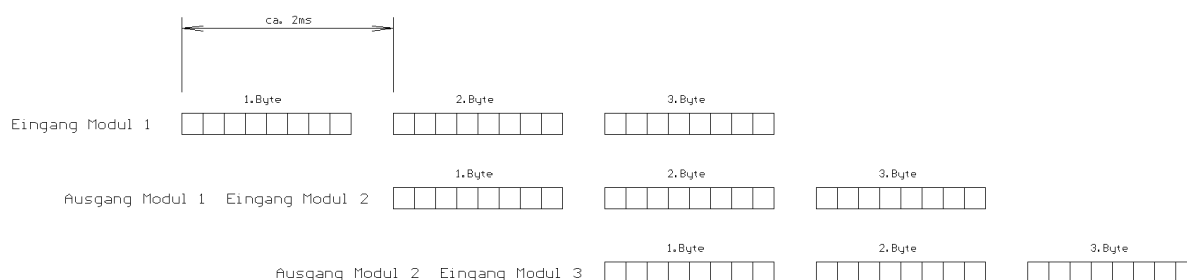 ca. 2ms
1.Byte 2.Byte 3.Byte
Eingang Modul 1
1.Byte 2.Byte 3.Byte
Ausgang Modul 1 Eingang Modul 2
1.Byte 2.Byte 3.Byte
Ausgang Modul 2 Eingang Modul 3